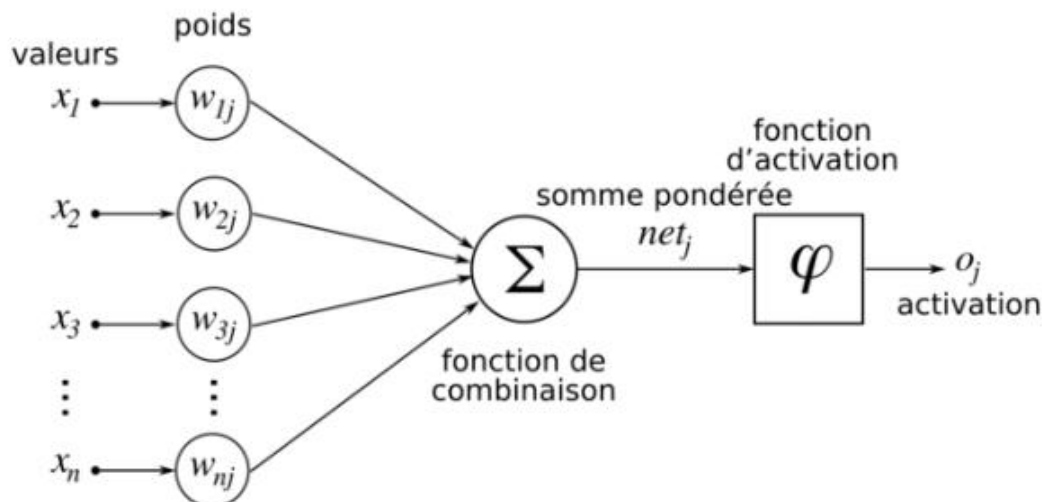 poids
valeurs
x₁
w₁ⱼ
x₂
w₂ⱼ
x₃
w₃ⱼ
⋮
⋮
xₙ
wₙⱼ
Σ
fonction de
combinaison
somme pondérée
netⱼ
fonction
d'activation
φ
oⱼ
activation